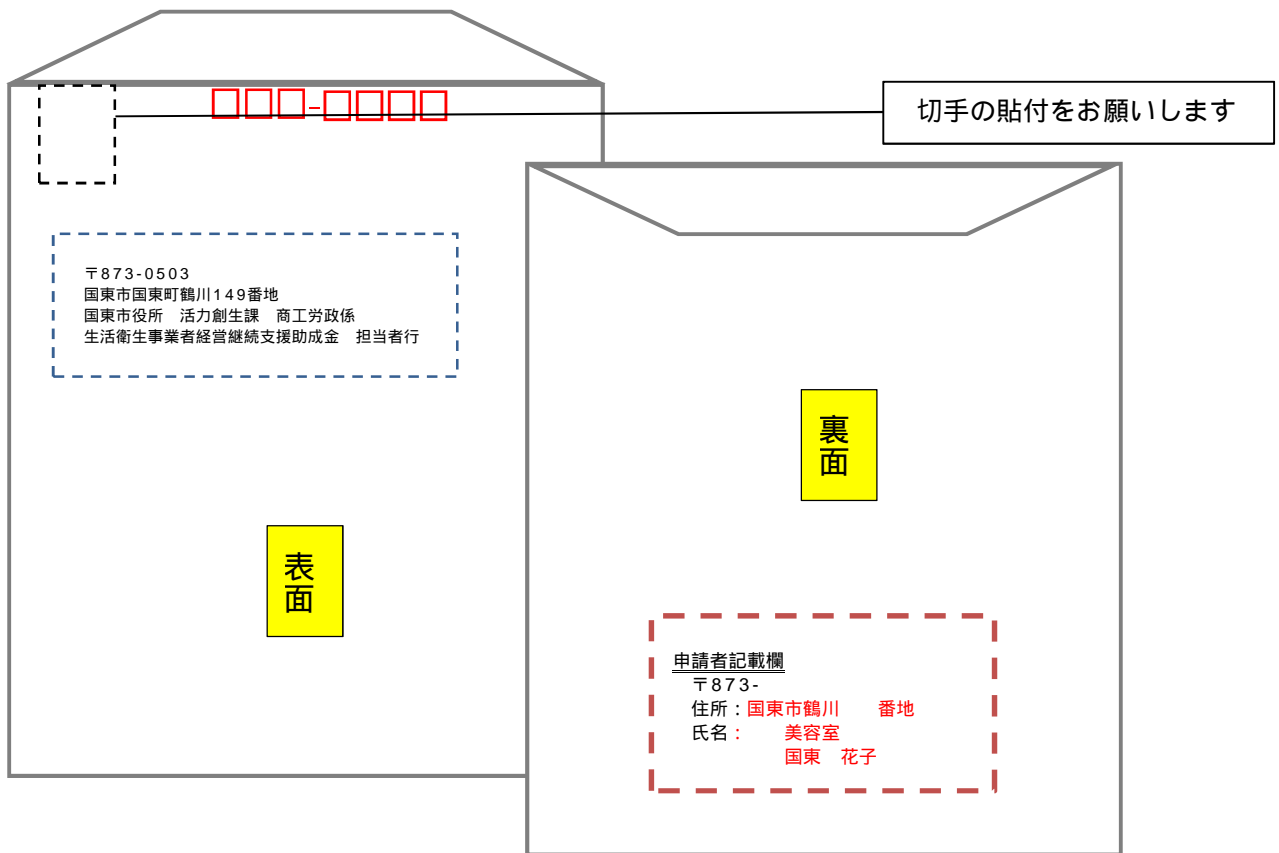 切手の貼付をお願いします
〒873-0503
国東市国東町鶴川149番地
国東市役所　活力創生課　商工労政係
生活衛生事業者経営継続支援助成金　担当者行
表面
裏面
申請者記載欄
〒873-
住所：国東市鶴川　　番地
氏名：　　美容室
国東　花子